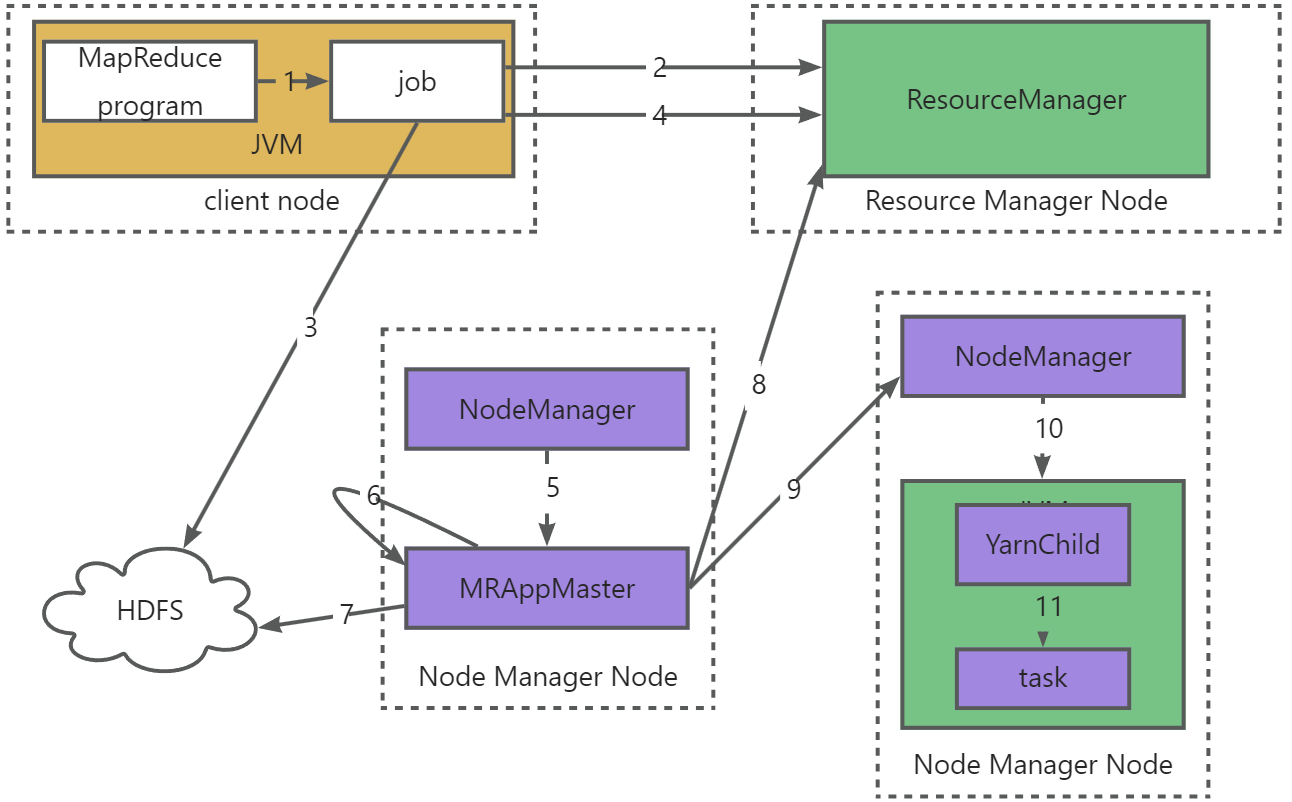 MapReduce
program
1
job
JVM
client node
2
4
ResourceManager
Resource Manager Node
3
8
NodeManager
5
6
MRAppMaster
7
HDFS
Node Manager Node
9
NodeManager
10
YarnChild
11
task
Node Manager Node